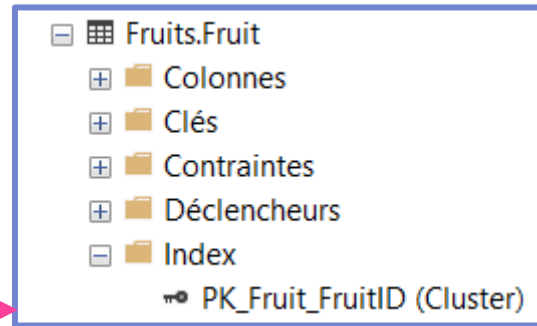 Fruits.Fruit
Colonnes
Clés
Contraintes
Déclencheurs
Index
PK_Fruit_FruitID (Cluster)